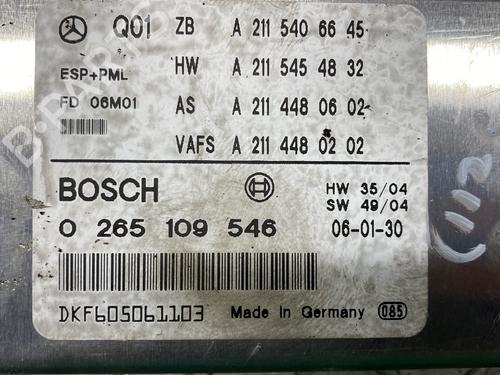 Q01 ZB A 211 540 66 45
ESP+PML HW A 211 545 48 32
FD 06M01 AS A 211 448 06 02
VAFS A 211 448 02 02
BOSCH
HW 35/04
SW 49/04
0 265 109 546 06-01-30
DKF605061103 Made in Germany 085